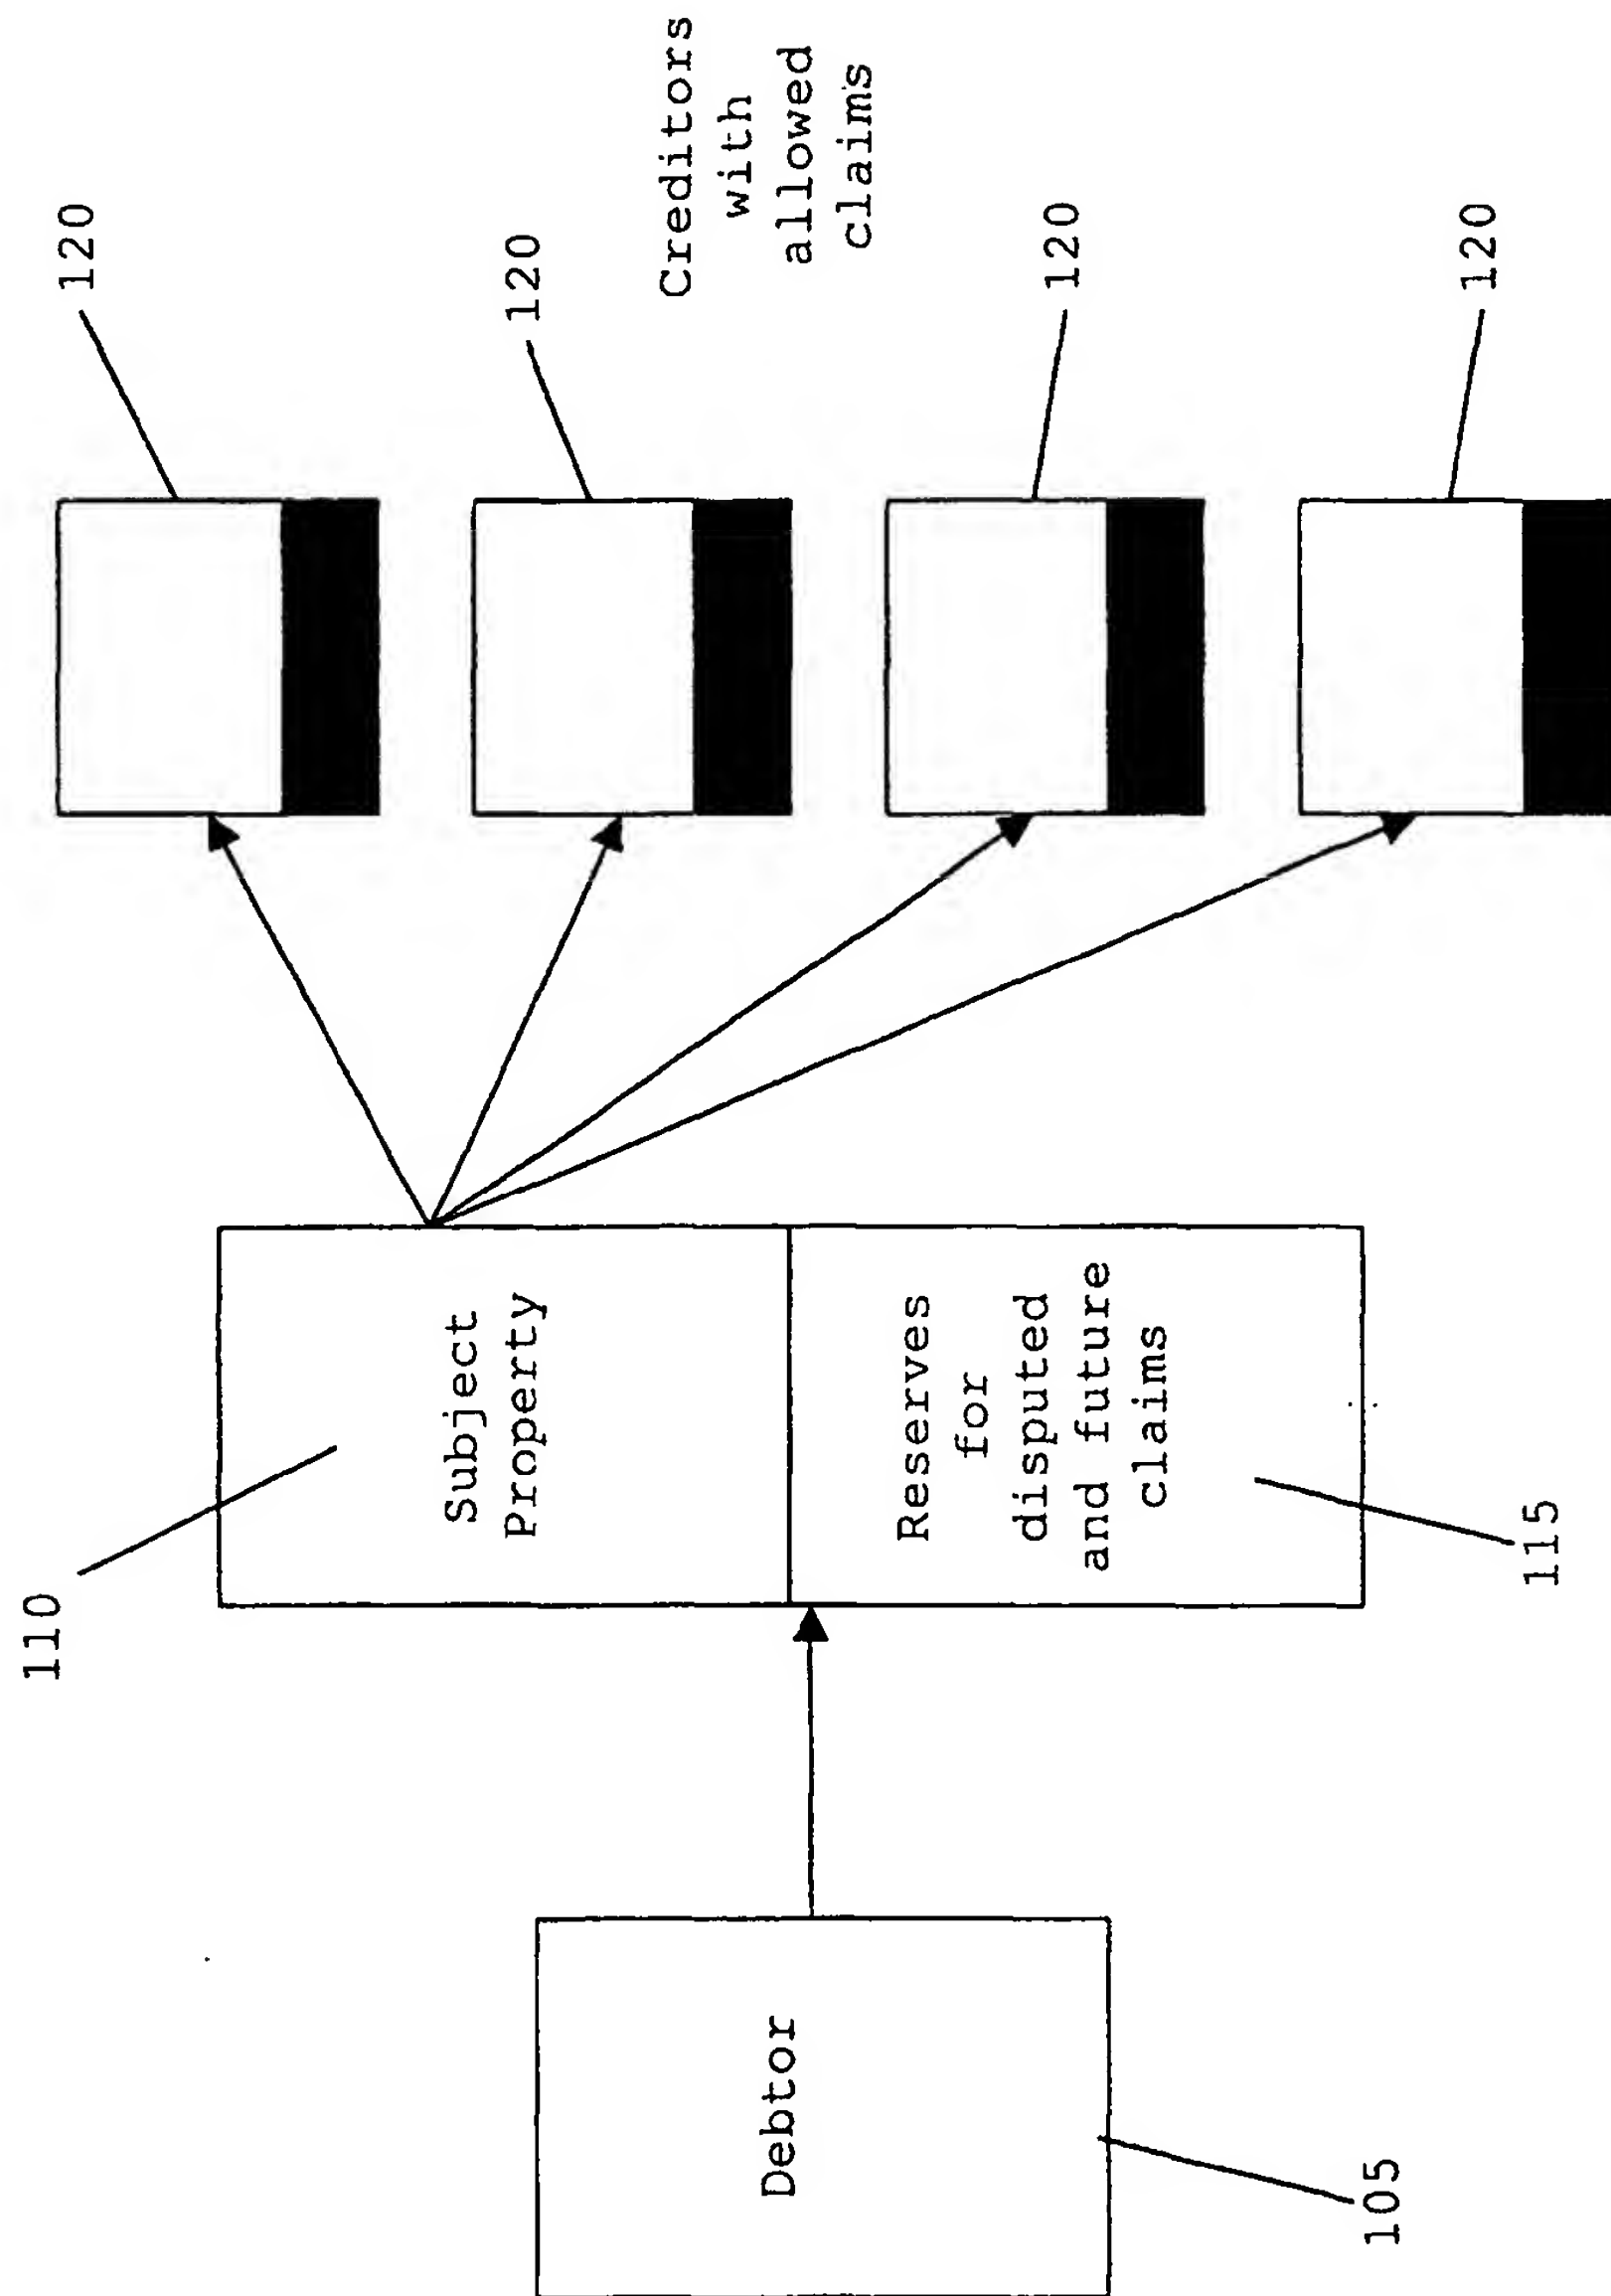 110
120
Subject
Property
120
Creditors
with
allowed
claims
Debtor
Reserves
for
disputed
and future
claims
120
105
120
115